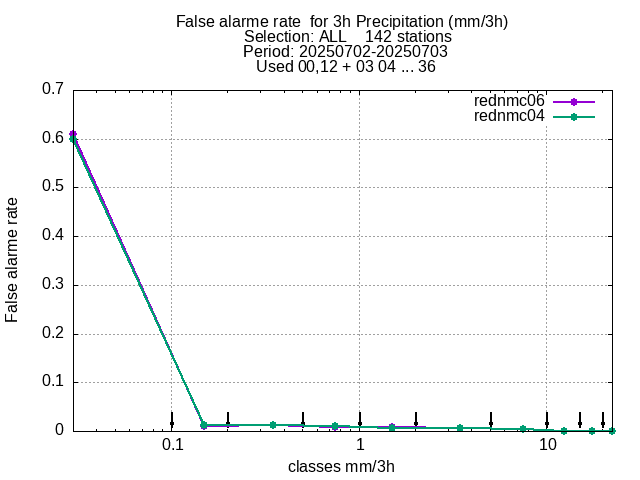 False alarme rate  for 3h Precipitation (mm/3h)
Selection: ALL    142 stations
Period: 20250702-20250703
Used 00,12 + 03 04 ... 36
rednmc06
rednmc04
0.7
0.6
0.5
0.4
0.3
0.2
0.1
0
False alarme rate
0.1
1
10
classes mm/3h